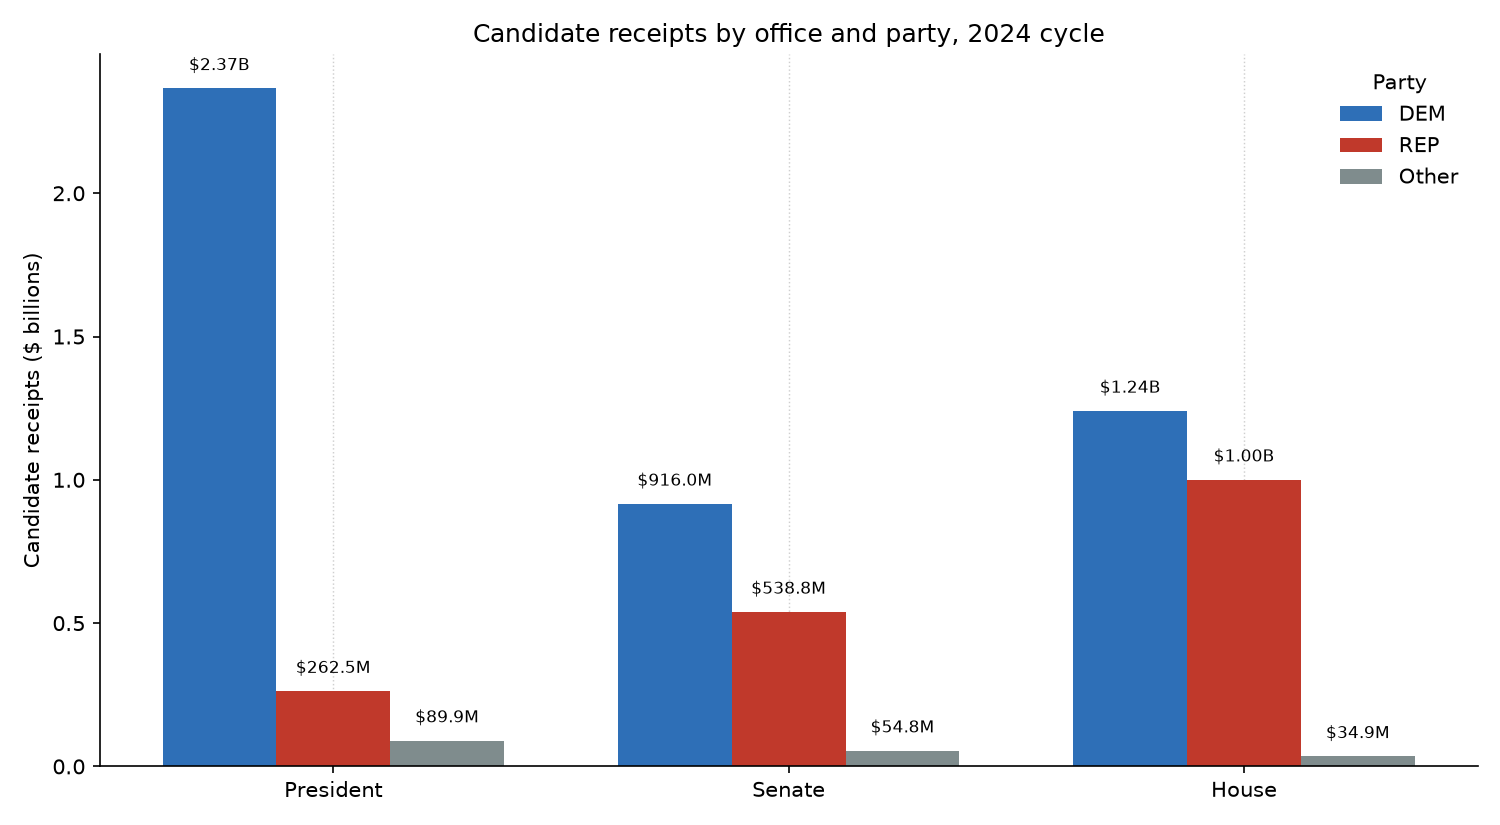 Candidate receipts by office and party, 2024 cycle
Candidate receipts ($ billions)
2.0
1.5
1.0
0.5
0.0
$2.37B
$262.5M
$89.9M
$916.0M
$538.8M
$54.8M
$1.24B
$1.00B
$34.9M
Party
DEM
REP
Other
President
Senate
House